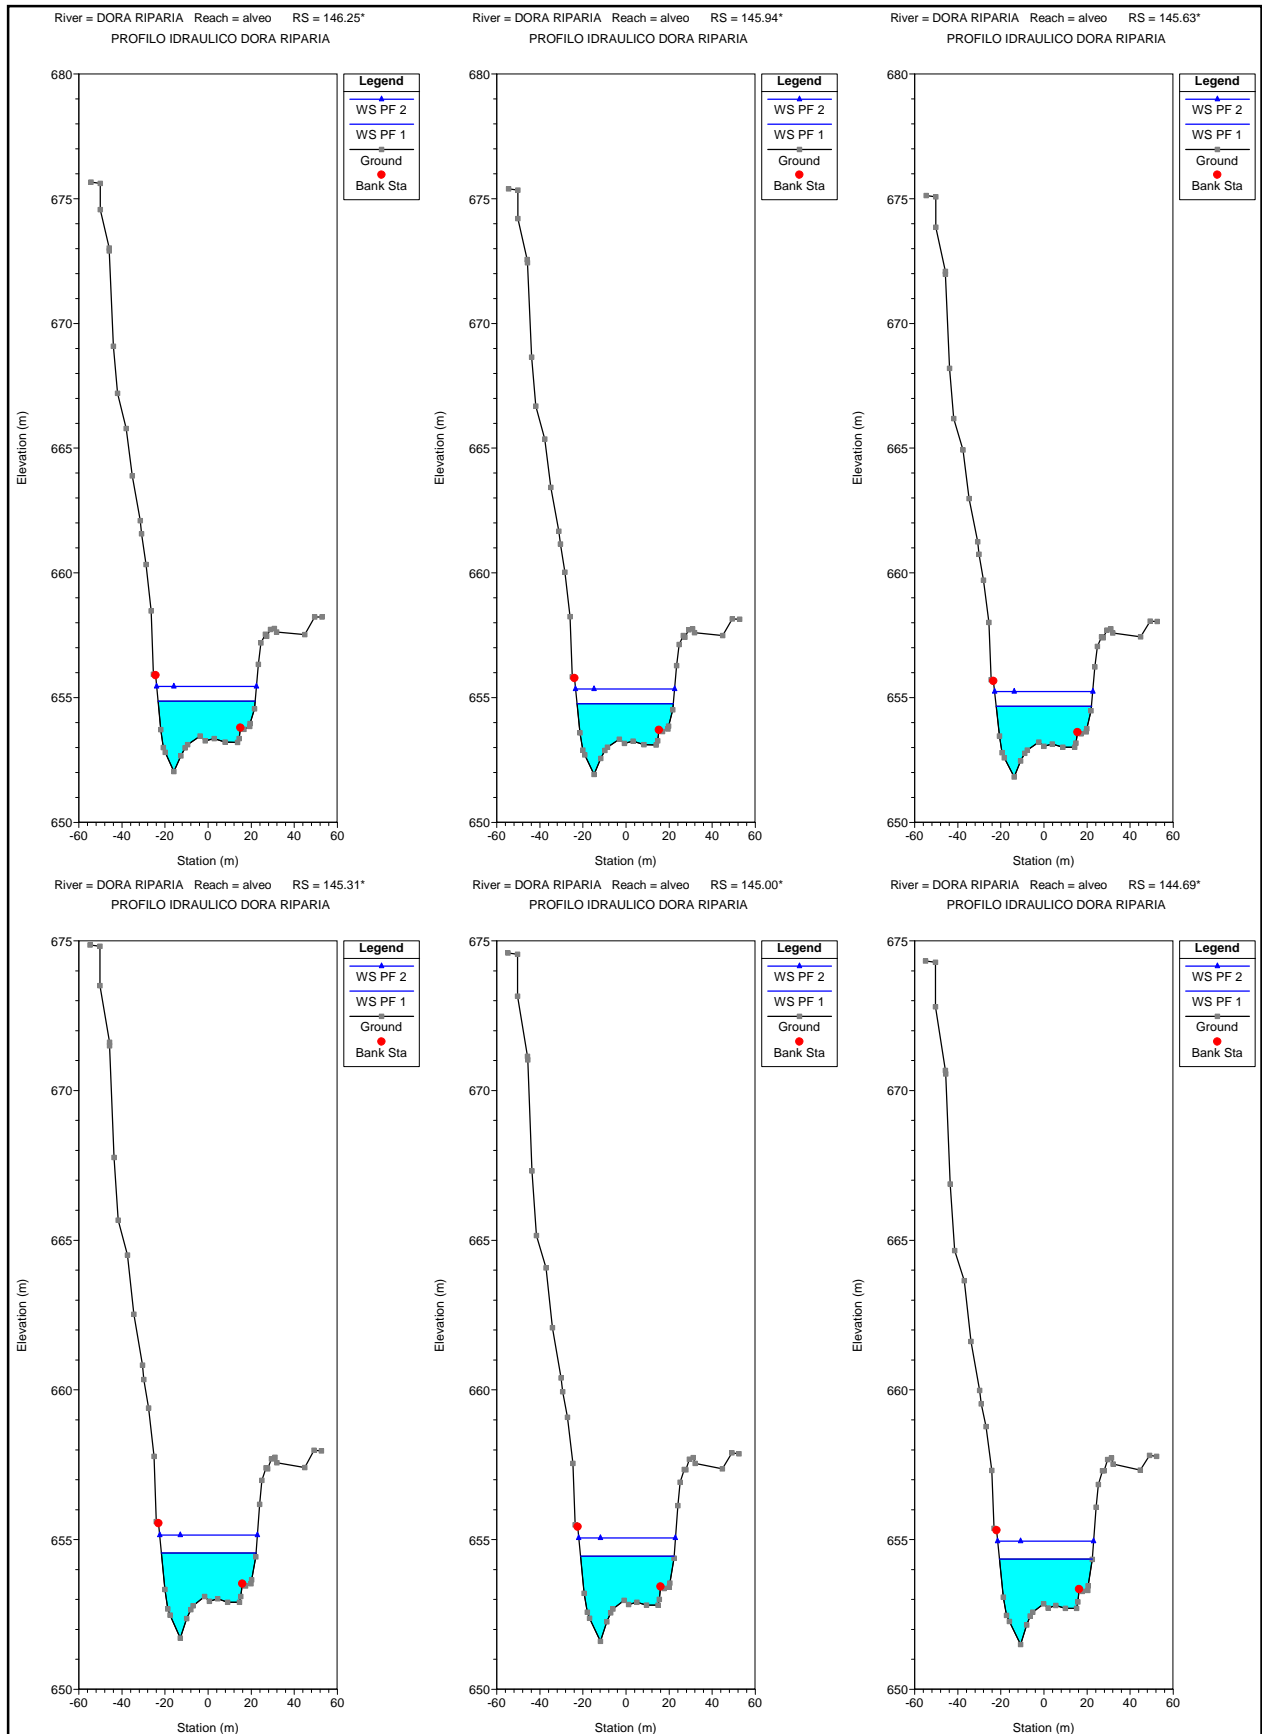 River = DORA RIPARIA Reach = alveo RS = 146.25*
PROFILO IDRAULICO DORA RIPARIA
680
675
670
665
660
655
650
Elevation (m)
-60 -40 -20 0 20 40 60
Station (m)
Legend
WS PF 2
WS PF 1
Ground
Bank Sta
River = DORA RIPARIA Reach = alveo RS = 145.94*
PROFILO IDRAULICO DORA RIPARIA
680
675
670
665
660
655
650
Elevation (m)
-60 -40 -20 0 20 40 60
Station (m)
Legend
WS PF 2
WS PF 1
Ground
Bank Sta
River = DORA RIPARIA Reach = alveo RS = 145.63*
PROFILO IDRAULICO DORA RIPARIA
680
675
670
665
660
655
650
Elevation (m)
-60 -40 -20 0 20 40 60
Station (m)
Legend
WS PF 2
WS PF 1
Ground
Bank Sta
River = DORA RIPARIA Reach = alveo RS = 145.31*
PROFILO IDRAULICO DORA RIPARIA
675
670
665
660
655
650
Elevation (m)
-60 -40 -20 0 20 40 60
Station (m)
Legend
WS PF 2
WS PF 1
Ground
Bank Sta
River = DORA RIPARIA Reach = alveo RS = 145.00*
PROFILO IDRAULICO DORA RIPARIA
675
670
665
660
655
650
Elevation (m)
-60 -40 -20 0 20 40 60
Station (m)
Legend
WS PF 2
WS PF 1
Ground
Bank Sta
River = DORA RIPARIA Reach = alveo RS = 144.69*
PROFILO IDRAULICO DORA RIPARIA
675
670
665
660
655
650
Elevation (m)
-60 -40 -20 0 20 40 60
Station (m)
Legend
WS PF 2
WS PF 1
Ground
Bank Sta